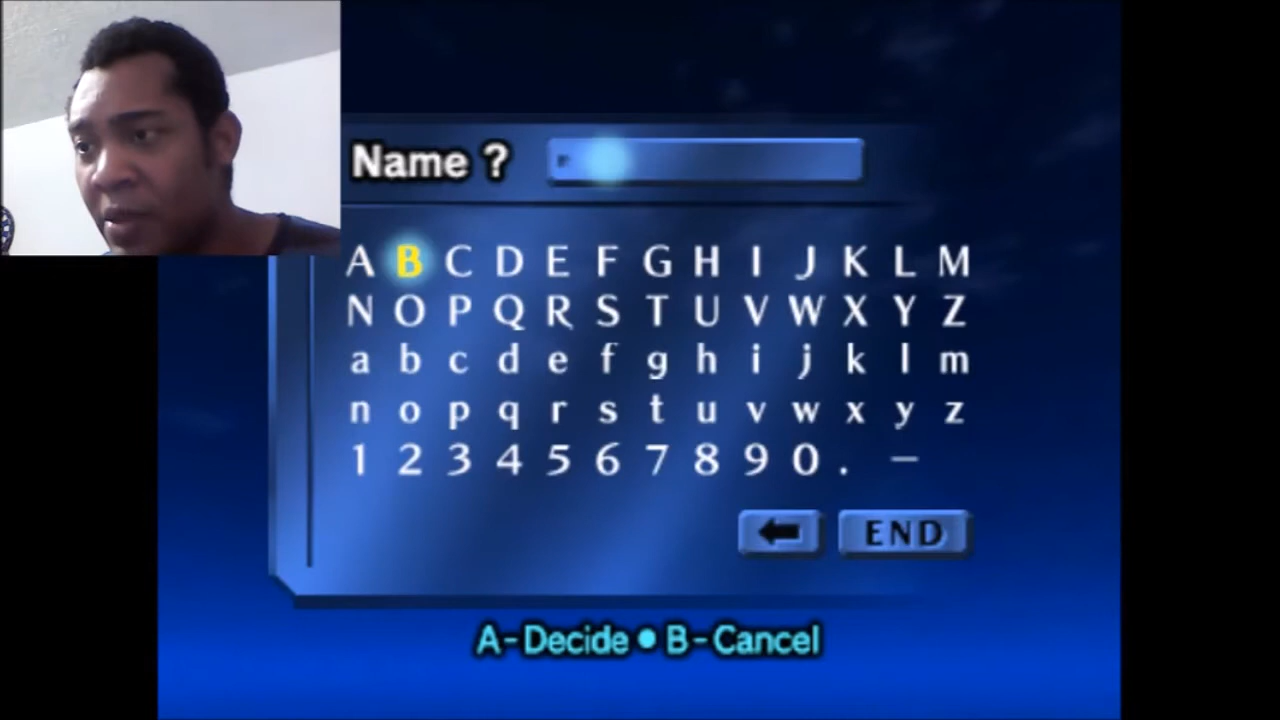 Name ?
A B C D E F G H I J K L M
N O P Q R S T U V W X Y Z
a b c d e f g h i j k l m
n o p q r s t u v w x y z
1 2 3 4 5 6 7 8 9 0 . –
END
A-Decide • B-Cancel